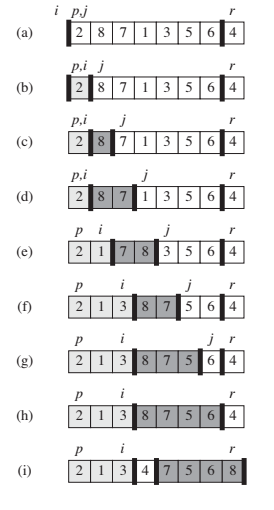 i p,j r
(a) 2 8 7 1 3 5 6 4
p,i j r
(b) 2 8 7 1 3 5 6 4
p,i j r
(c) 2 8 7 1 3 5 6 4
p,i j r
(d) 2 8 7 1 3 5 6 4
p i j r
(e) 2 1 7 8 3 5 6 4
p i j r
(f) 2 1 3 8 7 5 6 4
p i j r
(g) 2 1 3 8 7 5 6 4
p i r
(h) 2 1 3 8 7 5 6 4
p i r
(i) 2 1 3 4 7 5 6 8